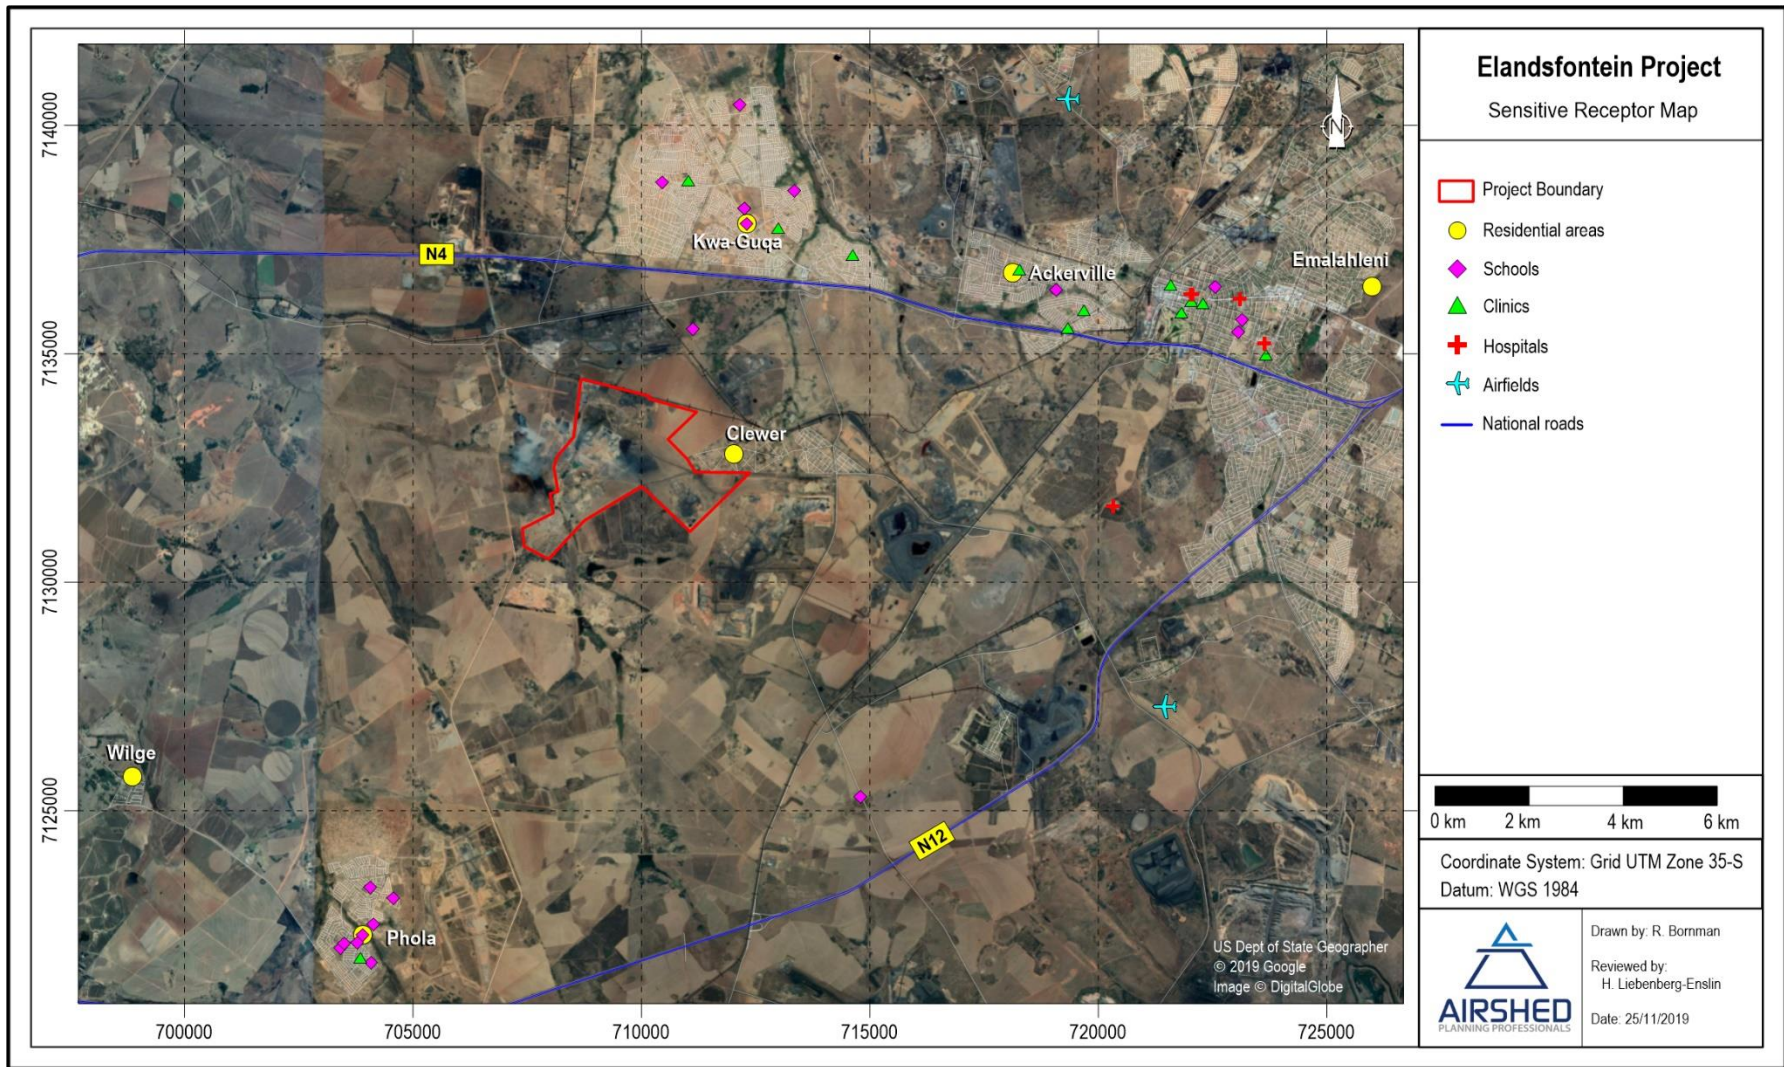 Elandsfontein Project
Sensitive Receptor Map
N
Project Boundary
Residential areas
Schools
Clinics
Hospitals
Airfields
National roads
0 km 2 km 4 km 6 km
Coordinate System: Grid UTM Zone 35-S
Datum: WGS 1984
AIRSHED
PLANNING PROFESSIONALS
Drawn by: R. Bornman
Reviewed by:
H. Liebenberg-Enslin
Date: 25/11/2019
7140000
7135000
7130000
7125000
700000 705000 710000 715000 720000 725000
N4
Kwa-Guqa
Ackerville
Emalahleni
Clewer
Wilge
Phola
N12
US Dept of State Geographer
© 2019 Google
Image © DigitalGlobe